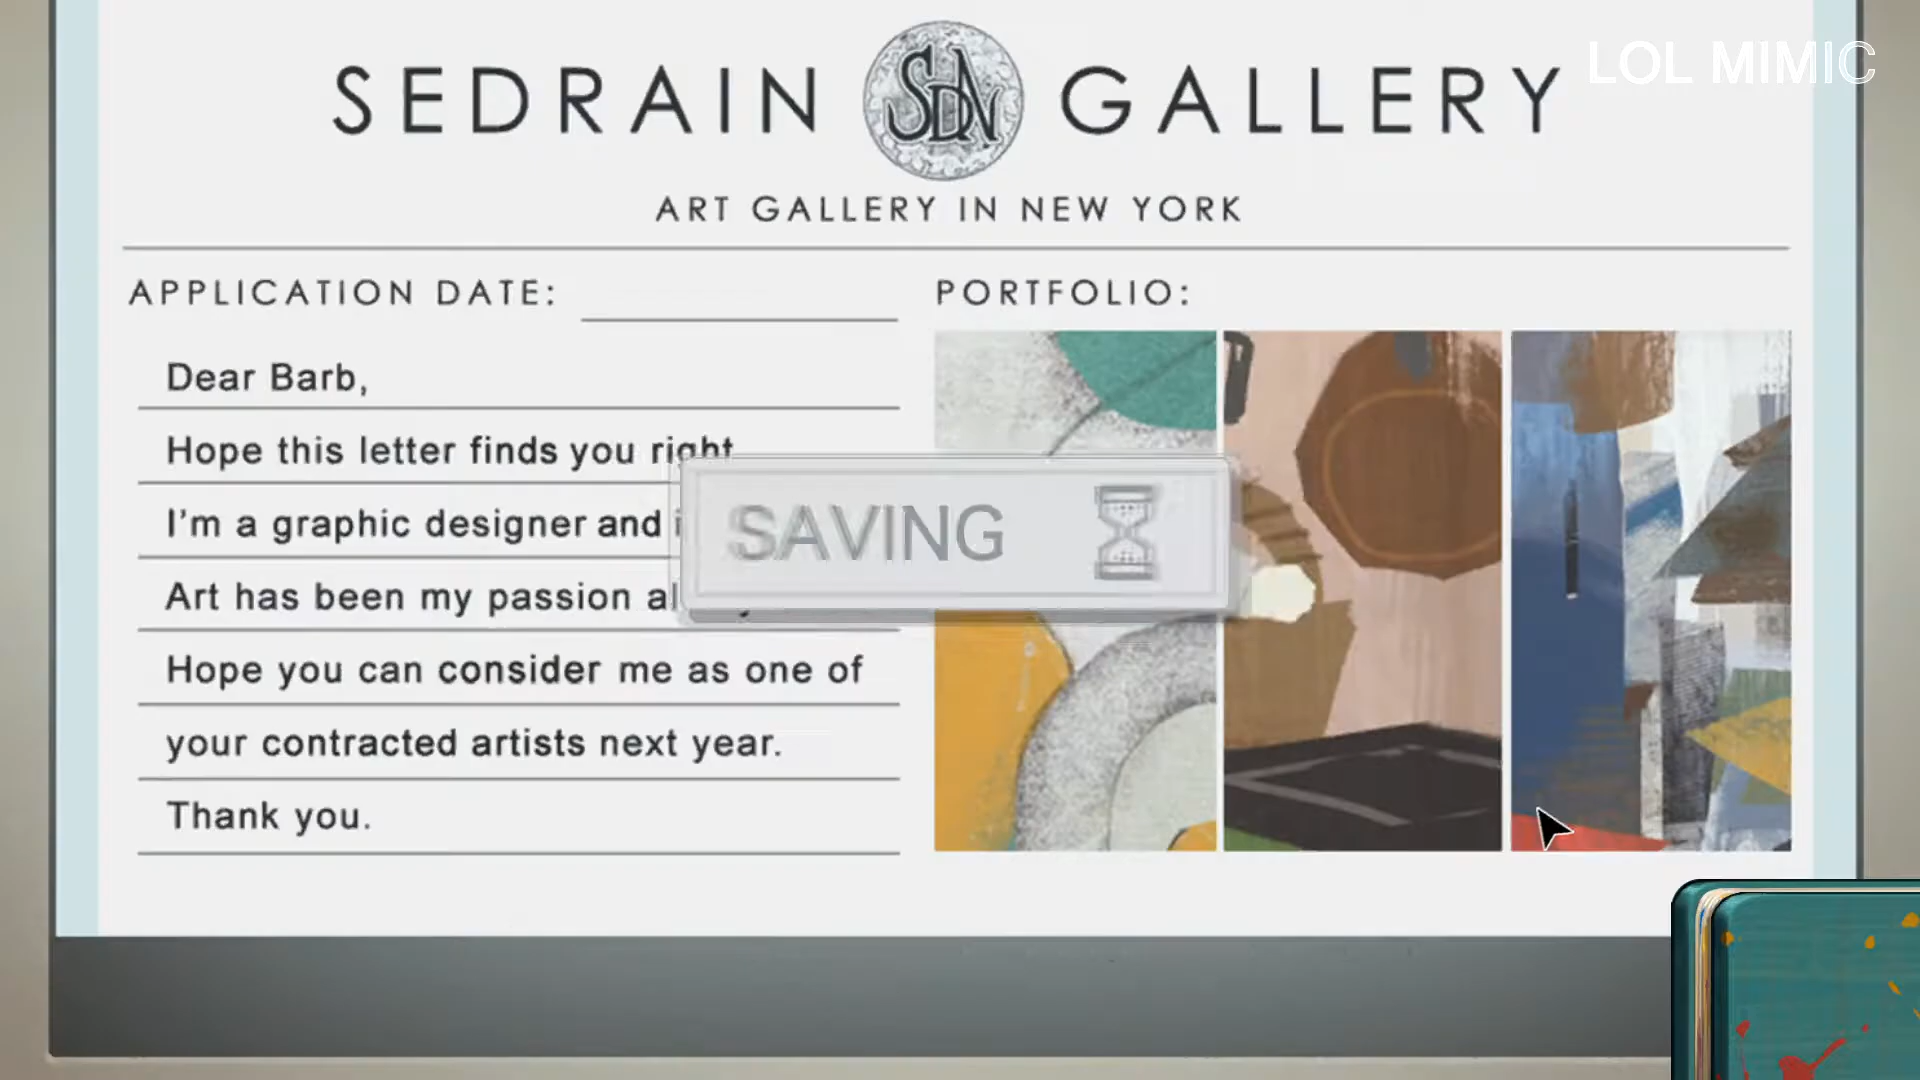 LOL MIMIC
SEDRAIN SDN GALLERY
ART GALLERY IN NEW YORK
APPLICATION DATE:
PORTFOLIO:
Dear Barb,
Hope this letter finds you right
I'm a graphic designer and
Art has been my passion
Hope you can consider me as one of
your contracted artists next year.
Thank you.
SAVING